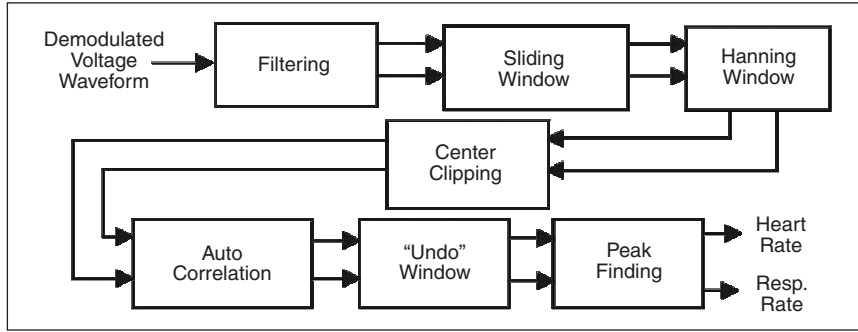 Demodulated
Voltage
Waveform
Filtering
Sliding
Window
Hanning
Window
Center
Clipping
Auto
Correlation
“Undo”
Window
Peak
Finding
Heart
Rate
Resp.
Rate